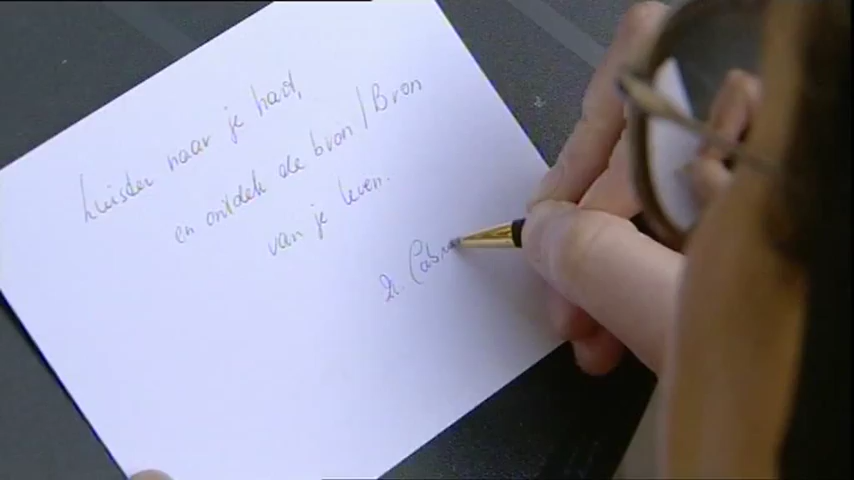 luister naar je hart,
en ontdek de bron / Bron
van je leven.